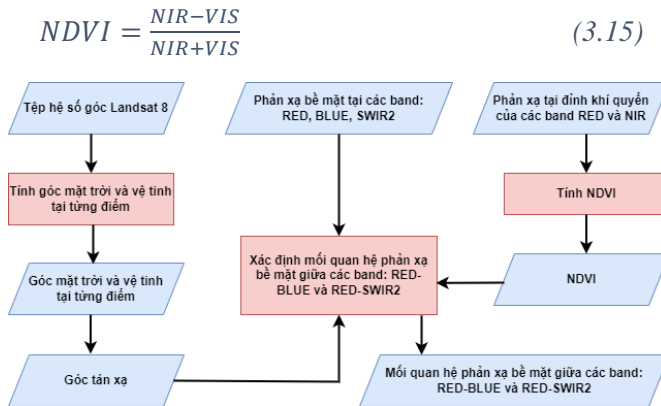 NDVI = \frac{NIR-VIS}{NIR+VIS} (3.15)
Tệp hệ số góc Landsat 8
Phản xạ bề mặt tại các band:
RED, BLUE, SWIR2
Phản xạ tại đỉnh khí quyển
của các band RED và NIR
Tính góc mặt trời và vệ tinh
tại từng điểm
Tính NDVI
Xác định mối quan hệ phản xạ
bề mặt giữa các band: RED-
BLUE và RED-SWIR2
Góc mặt trời và vệ tinh
tại từng điểm
NDVI
Góc tán xạ
Mối quan hệ phản xạ bề mặt giữa các band:
RED-BLUE và RED-SWIR2